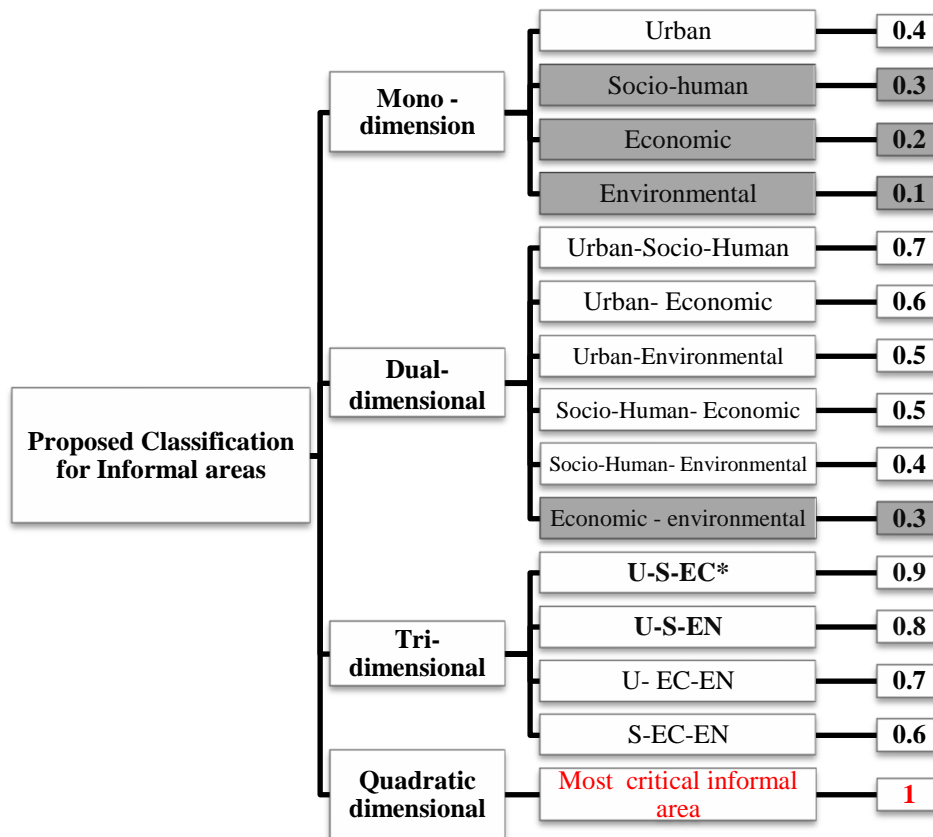 Proposed Classification
for Informal areas
Mono -
dimension
Urban
0.4
Socio-human
0.3
Economic
0.2
Environmental
0.1
Dual-
dimensional
Urban-Socio-Human
0.7
Urban- Economic
0.6
Urban-Environmental
0.5
Socio-Human- Economic
0.5
Socio-Human- Environmental
0.4
Economic - environmental
0.3
Tri-
dimensional
U-S-EC*
0.9
U-S-EN
0.8
U- EC-EN
0.7
S-EC-EN
0.6
Quadratic
dimensional
Most critical informal
area
1